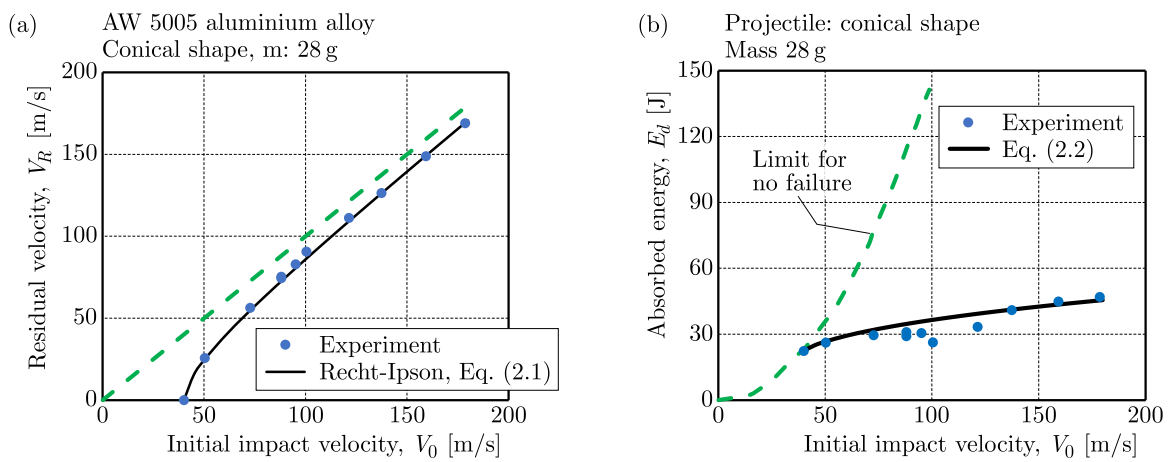 (a)
AW 5005 aluminium alloy
Conical shape, m: 28 g
200
150
100
50
0
Residual velocity, V_R [m/s]
Experiment
Recht-Ipson, Eq. (2.1)
0 50 100 150 200
Initial impact velocity, V_0 [m/s]
(b)
Projectile: conical shape
Mass 28 g
150
120
90
60
30
0
Absorbed energy, E_d [J]
Experiment
Eq. (2.2)
Limit for
no failure
0 50 100 150 200
Initial impact velocity, V_0 [m/s]